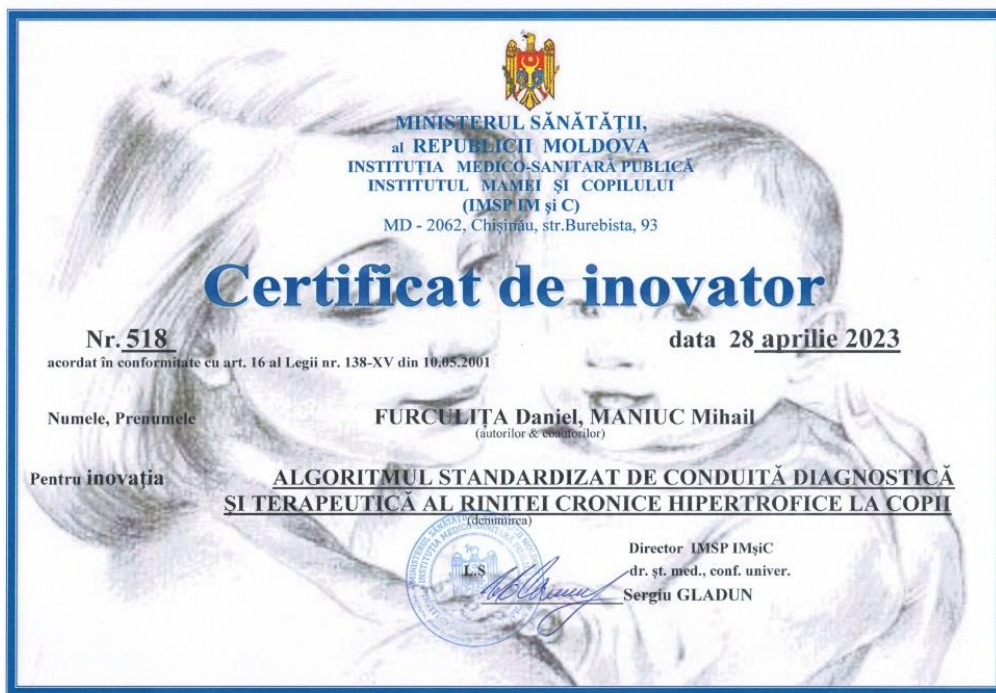 MINISTERUL SĂNĂTĂȚII,
al REPUBLICII MOLDOVA
INSTITUȚIA MEDICO-SANITARĂ PUBLICĂ
INSTITUTUL MAMEI ȘI COPILULUI
(IMSP IM și C)
MD - 2062, Chișinău, str.Burebista, 93
Certificat de inovator
Nr. 518 data 28 aprilie 2023
acordat în conformitate cu art. 16 al Legii nr. 138-XV din 10.05.2001
Numele, Prenumele FURCULIȚA Daniel, MANIUC Mihail
(autorilor & coautorilor)
Pentru inovația ALGORITMUL STANDARDIZAT DE CONDUITĂ DIAGNOSTICĂ
ȘI TERAPEUTICĂ AL RINITEI CRONICE HIPERTROFICE LA COPII
(denumirea)
Director IMSP IMșiC
L.S dr. șt. med., conf. univer.
Sergiu GLADUN